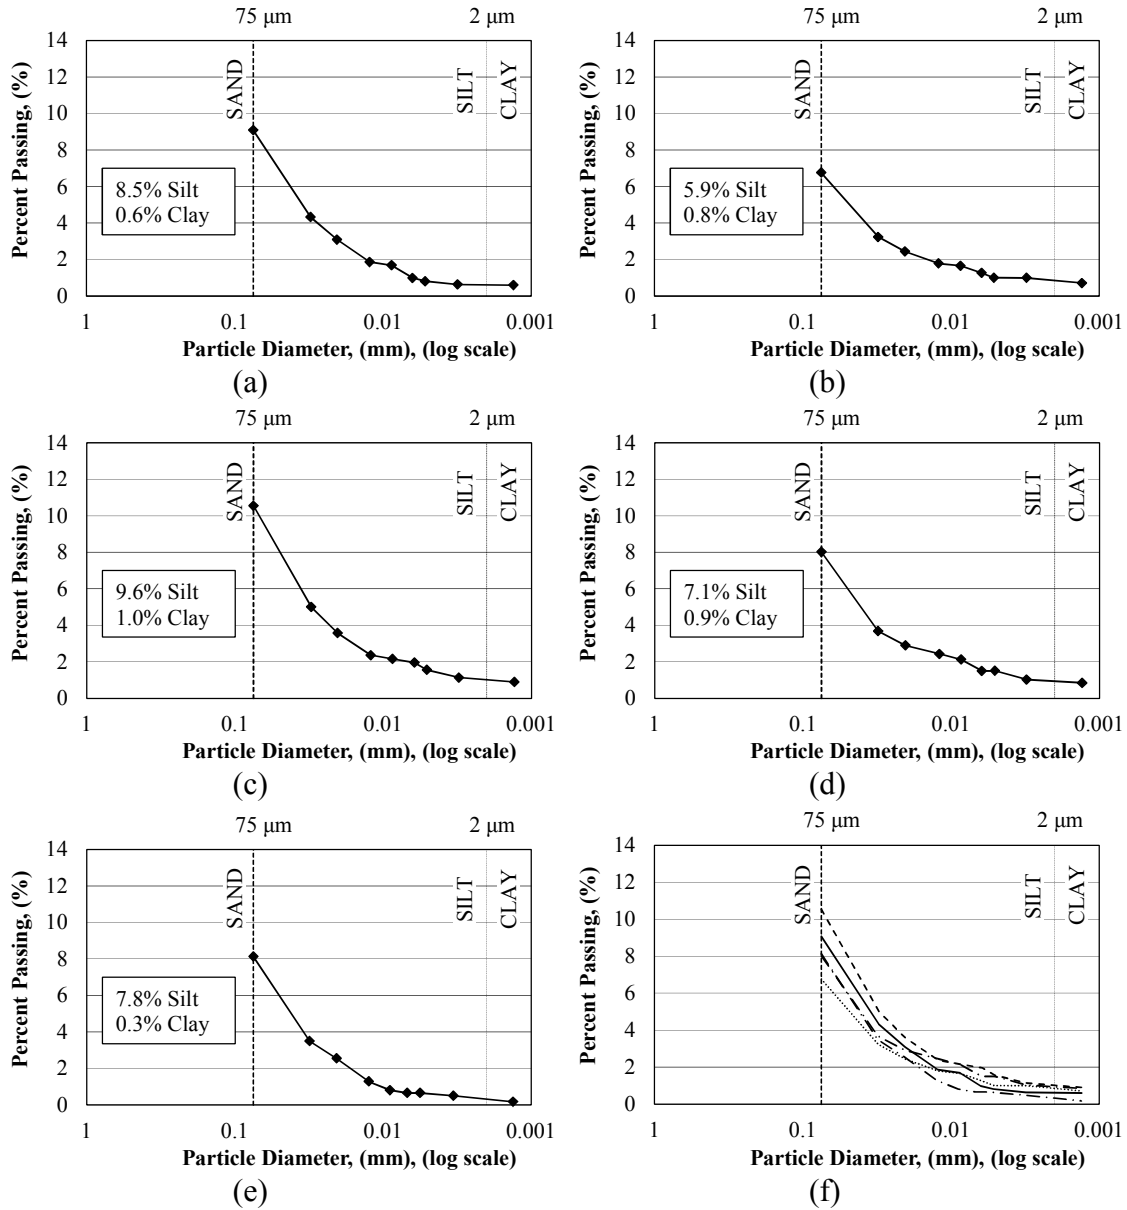 75 μm 2 μm
14
12
10
8
6
4
2
0
Percent Passing, (%)
SAND
SILT
CLAY
8.5% Silt
0.6% Clay
1 0.1 0.01 0.001
Particle Diameter, (mm), (log scale)
(a)
75 μm 2 μm
14
12
10
8
6
4
2
0
Percent Passing, (%)
SAND
SILT
CLAY
5.9% Silt
0.8% Clay
1 0.1 0.01 0.001
Particle Diameter, (mm), (log scale)
(b)
75 μm 2 μm
14
12
10
8
6
4
2
0
Percent Passing, (%)
SAND
SILT
CLAY
9.6% Silt
1.0% Clay
1 0.1 0.01 0.001
Particle Diameter, (mm), (log scale)
(c)
75 μm 2 μm
14
12
10
8
6
4
2
0
Percent Passing, (%)
SAND
SILT
CLAY
7.1% Silt
0.9% Clay
1 0.1 0.01 0.001
Particle Diameter, (mm), (log scale)
(d)
75 μm 2 μm
14
12
10
8
6
4
2
0
Percent Passing, (%)
SAND
SILT
CLAY
7.8% Silt
0.3% Clay
1 0.1 0.01 0.001
Particle Diameter, (mm), (log scale)
(e)
75 μm 2 μm
14
12
10
8
6
4
2
0
Percent Passing, (%)
SAND
SILT
CLAY
1 0.1 0.01 0.001
Particle Diameter, (mm), (log scale)
(f)